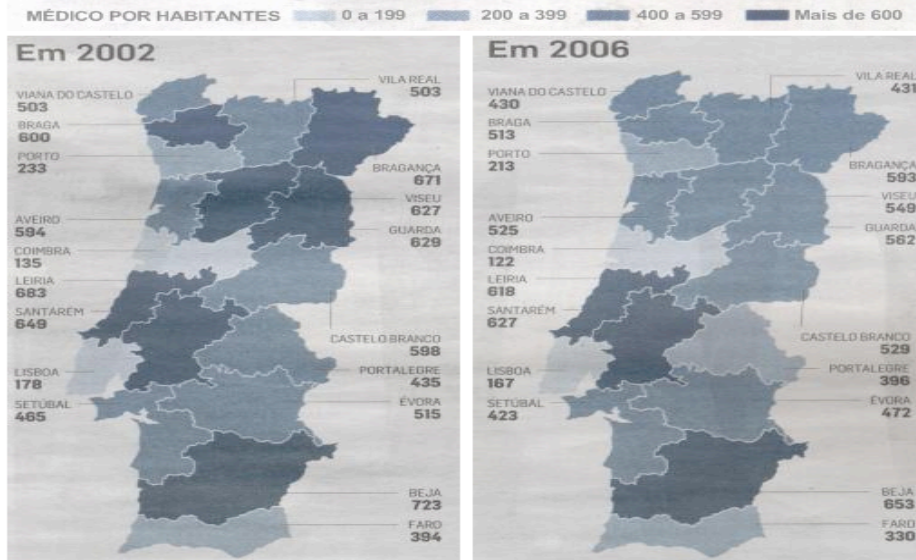 MÉDICO POR HABITANTES 0 a 199 200 a 399 400 a 599 Mais de 600
Em 2002
VIANA DO CASTELO
503
BRAGA
600
PORTO
233
AVEIRO
594
COIMBRA
135
LEIRIA
683
SANTARÉM
649
LISBOA
178
SETÚBAL
465
VILA REAL
503
BRAGANÇA
671
VISEU
627
GUARDA
629
CASTELO BRANCO
598
PORTALEGRE
435
ÉVORA
515
BEJA
723
FARO
394
Em 2006
VIANA DO CASTELO
430
BRAGA
513
PORTO
213
AVEIRO
525
COIMBRA
122
LEIRIA
618
SANTARÉM
627
LISBOA
167
SETÚBAL
423
VILA REAL
431
BRAGANÇA
593
VISEU
549
GUARDA
562
CASTELO BRANCO
529
PORTALEGRE
396
ÉVORA
472
BEJA
653
FARO
330